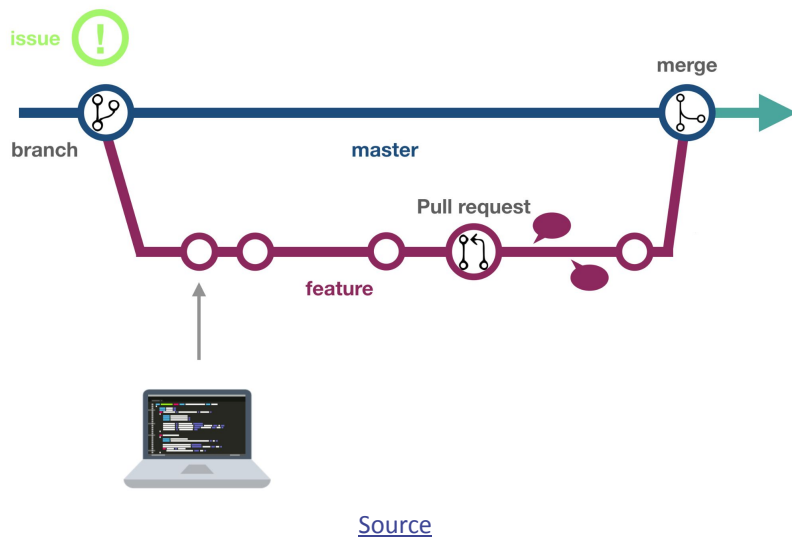 issue
!
merge
branch
master
Pull request
feature
Source